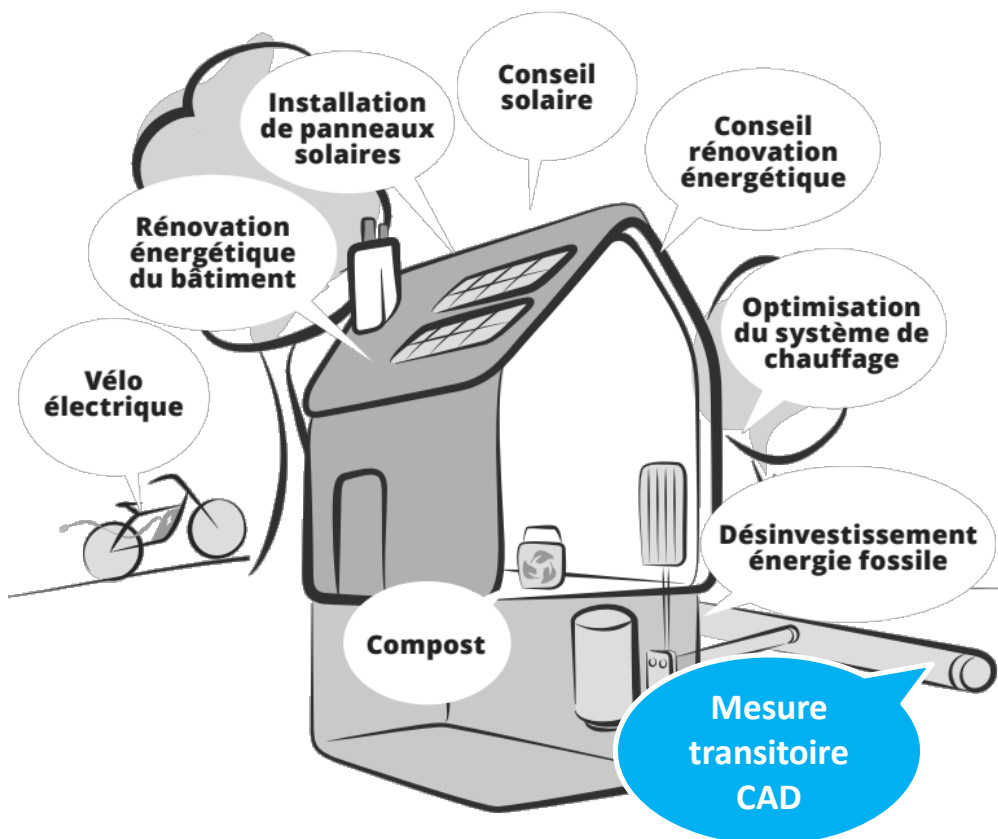 Conseil
solaire
Installation
de panneaux
solaires
Conseil
rénovation
énergétique
Rénovation
énergétique
du bâtiment
Optimisation
du système de
chauffage
Vélo
électrique
Désinvestissement
énergie fossile
Compost
Mesure
transitoire
CAD